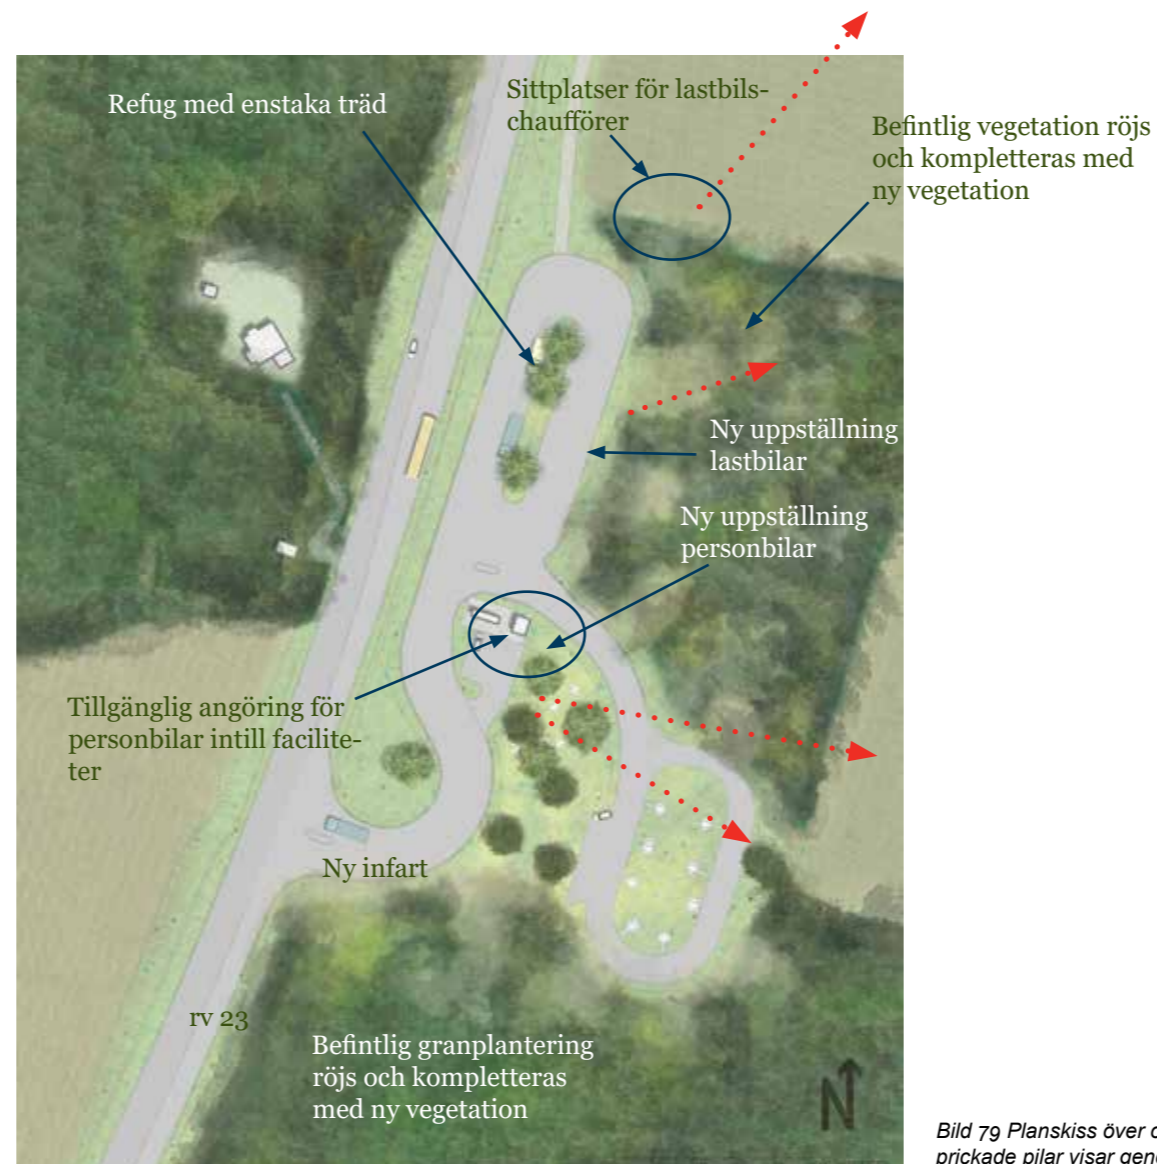 Refug med enstaka träd
Sittplatser för lastbils-
chaufförer
Befintlig vegetation röjs
och kompletteras med
ny vegetation
Ny uppställning
lastbilar
Ny uppställning
personbilar
Tillgänglig angöring för
personbilar intill facilite-
ter
Ny infart
rv 23
Befintlig granplantering
röjs och kompletteras
med ny vegetation
N
Bild 79 Planskiss över
prickade pilar visar